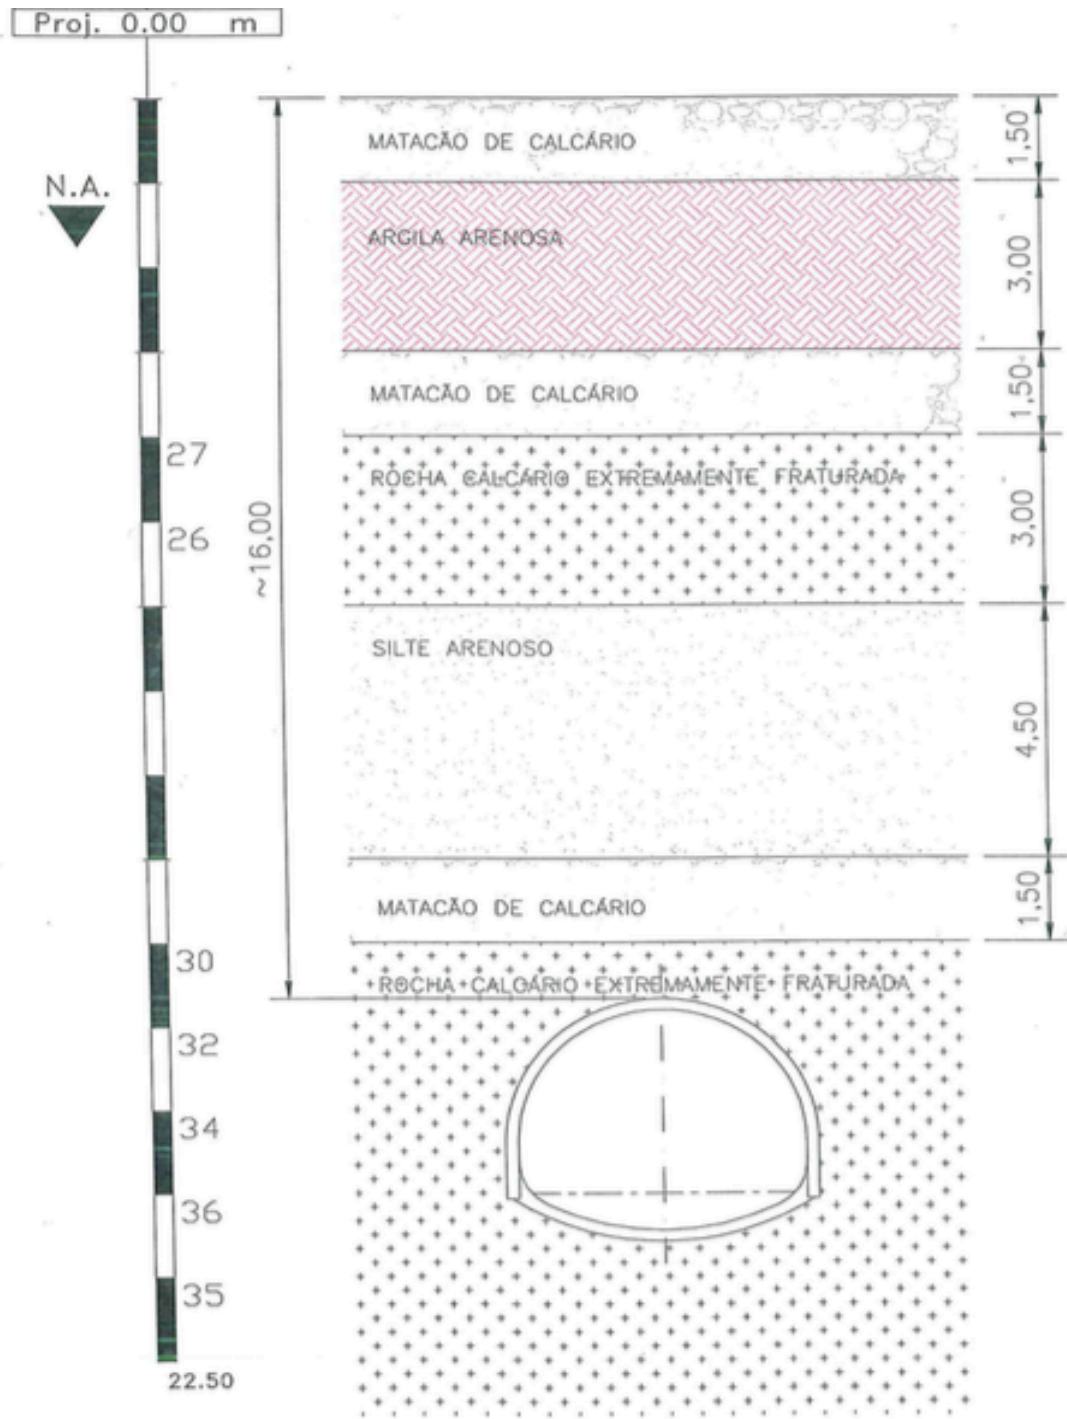 Proj. 0.00 m
N.A.
MATACÃO DE CALCÁRIO
1,50
ARGILA ARENOSA
3,00
MATACÃO DE CALCÁRIO
1,50
27
ROCHA CALCÁRIO EXTREMAMENTE FRATURADA
3,00
26
~16,00
SILTE ARENOSO
4,50
MATACÃO DE CALCÁRIO
1,50
30
ROCHA CALCÁRIO EXTREMAMENTE FRATURADA
32
34
36
35
22.50